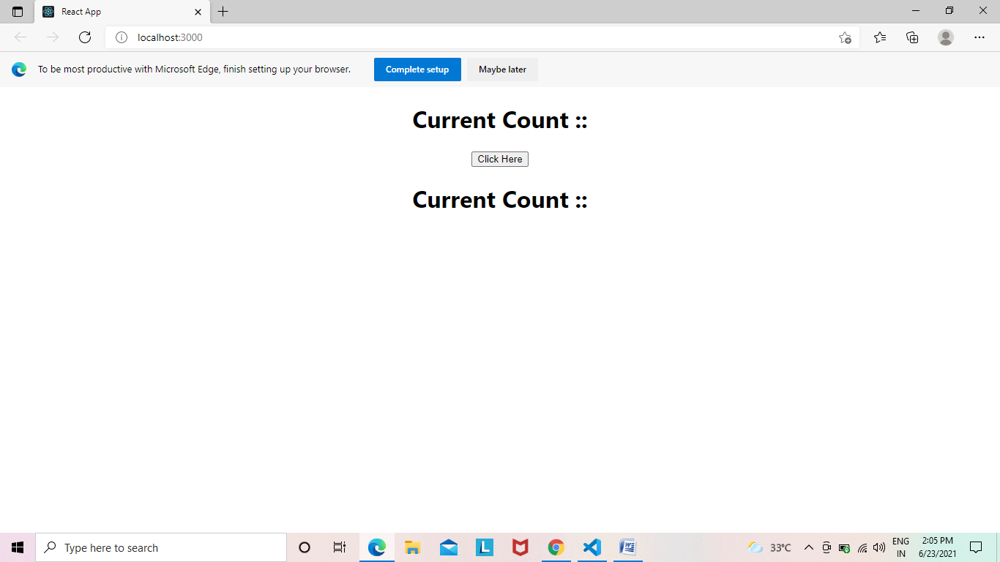 React App
localhost:3000
To be most productive with Microsoft Edge, finish setting up your browser.
Complete setup
Maybe later
Current Count ::
Click Here
Current Count ::
Type here to search
L
W
33°C
ENG
IN
2:05 PM
6/23/2021